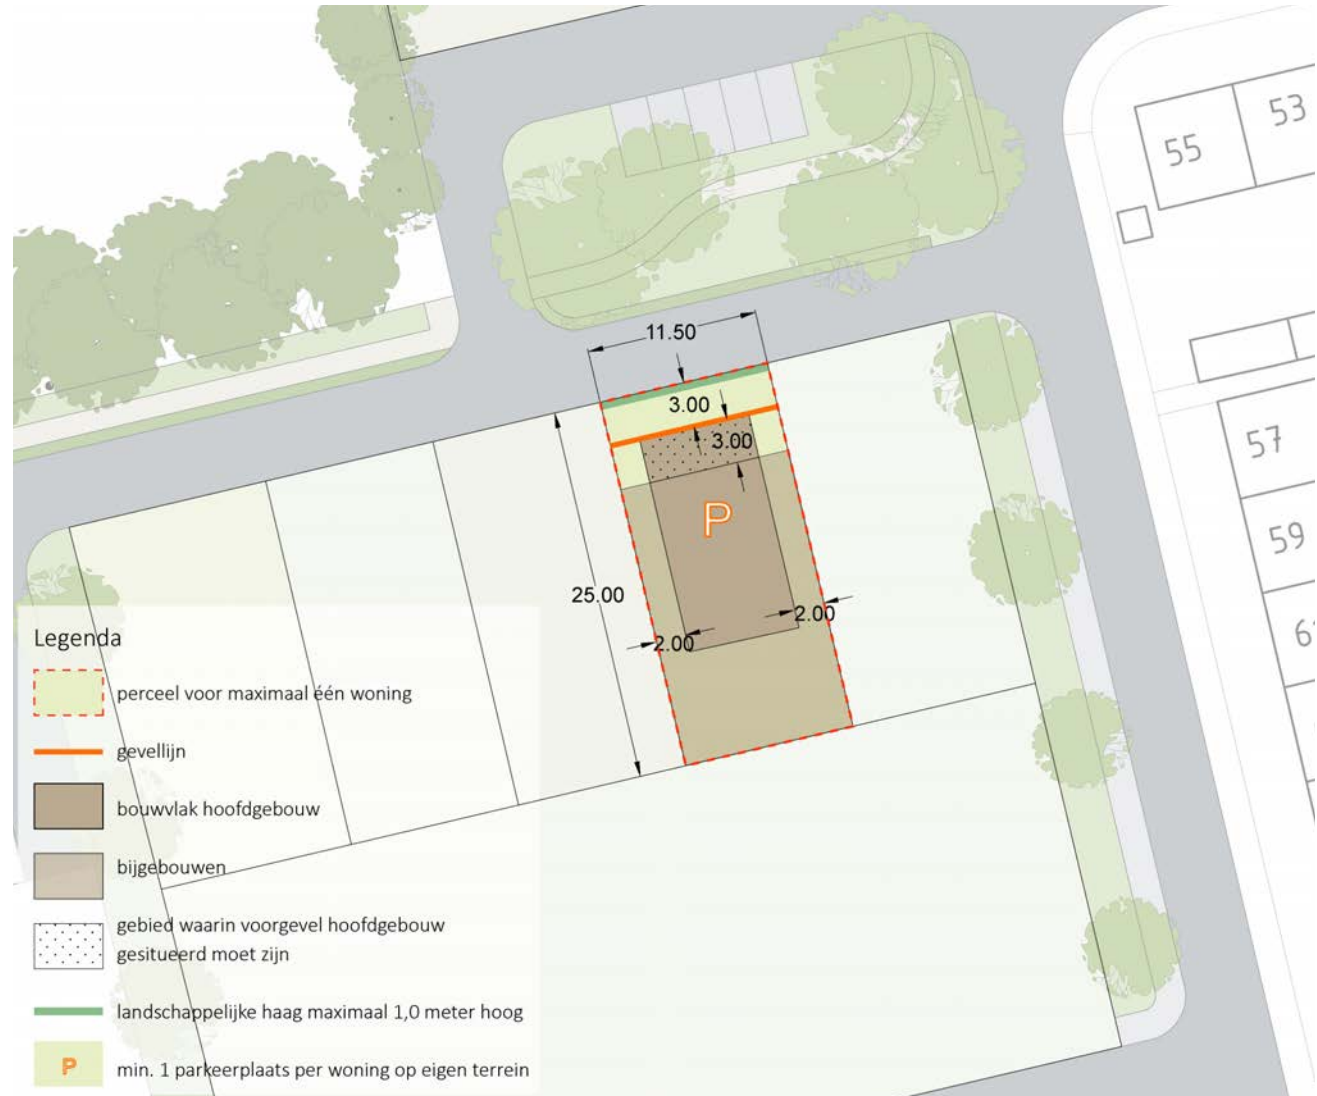 55
53
11.50
3.00
3.00
57
P
59
25.00
2.00
2.00
Legenda
perceel voor maximaal één woning
gevellijn
bouwvlak hoofdgebouw
bijgebouwen
gebied waarin voorgevel hoofdgebouw
gesitueerd moet zijn
landschappelijke haag maximaal 1,0 meter hoog
P min. 1 parkeerplaats per woning op eigen terrein